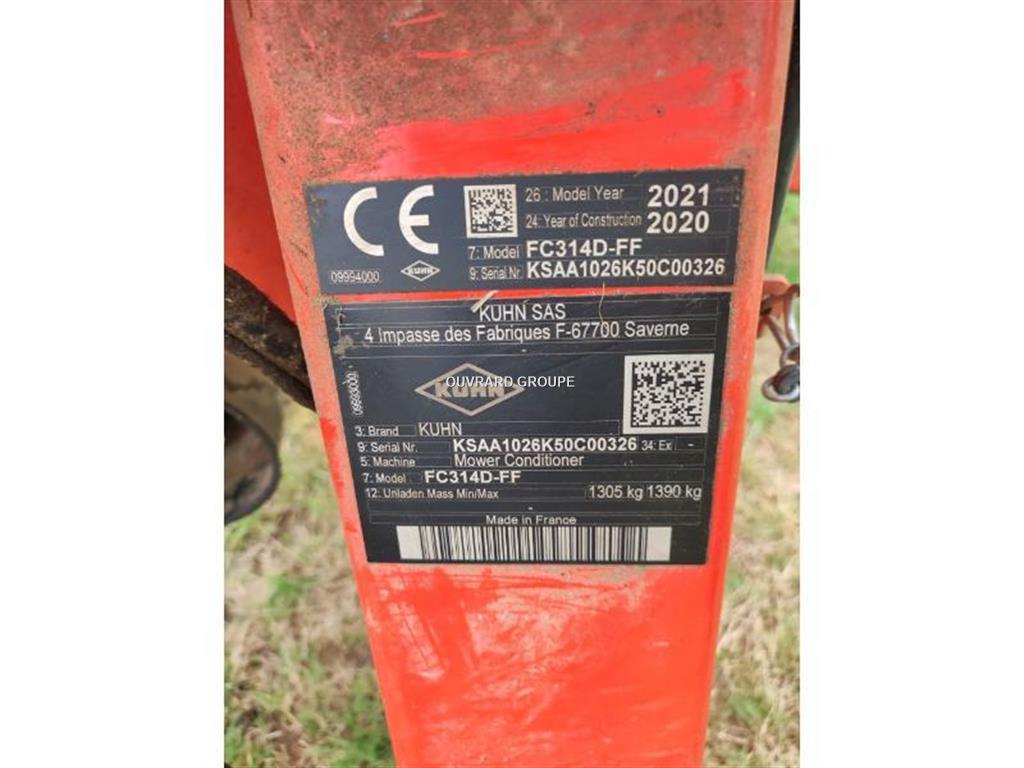 CE
26: Model Year 2021
24: Year of Construction 2020
7: Model FC314D-FF
9: Serial Nr. KSAA1026K50C00326
09994000
KUHN
KUHN SAS
4 Impasse des Fabriques F-67700 Saverne
09993000
KUHN
OUVRARD GROUPE
3: Brand KUHN
9: Serial Nr. KSAA1026K50C00326 34: Ex -
5: Machine Mower Conditioner
7: Model FC314D-FF
12: Unladen Mass Min/Max 1305 kg 1390 kg
-
Made in France